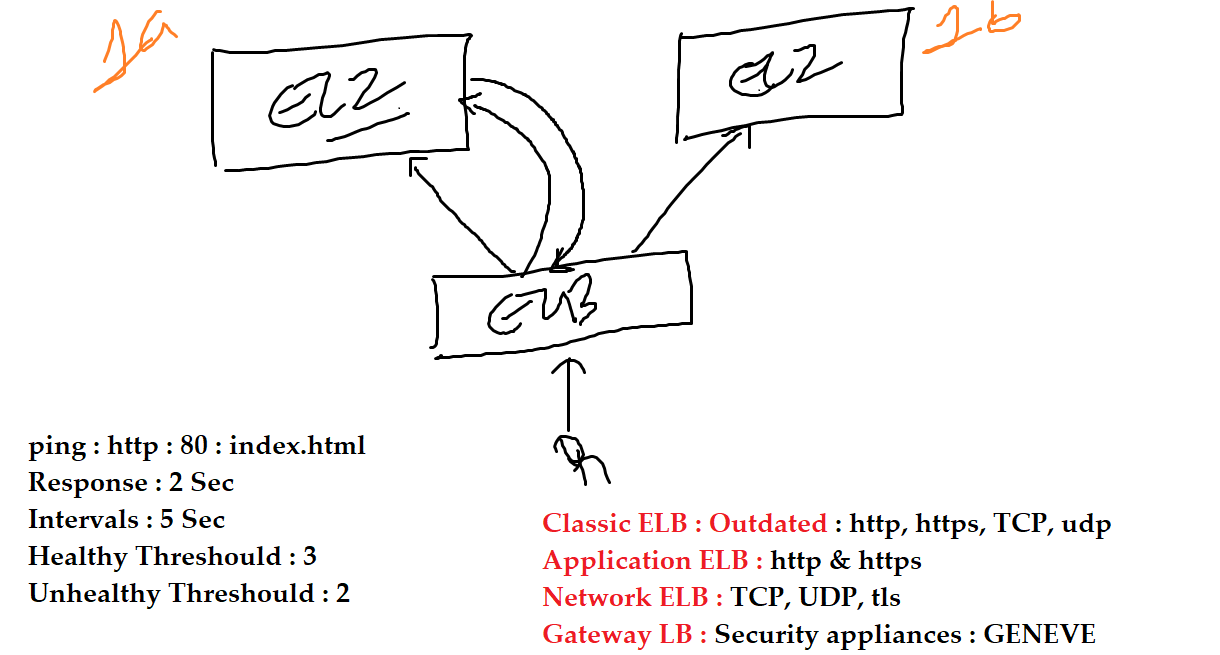 1a
1b
ec2
ec2
ELB
ping : http : 80 : index.html
Response : 2 Sec
Intervals : 5 Sec
Healthy Threshould : 3
Unhealthy Threshould : 2
Classic ELB : Outdated : http, https, TCP, udp
Application ELB : http & https
Network ELB : TCP, UDP, tls
Gateway LB : Security appliances : GENEVE